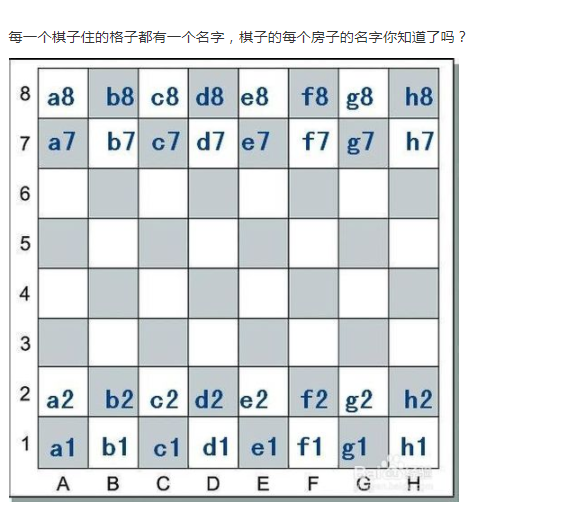 每一个棋子住的格子都有一个名字，棋子的每个房子的名字你知道了吗？
8 a8 b8 c8 d8 e8 f8 g8 h8
7 a7 b7 c7 d7 e7 f7 g7 h7
6
5
4
3
2 a2 b2 c2 d2 e2 f2 g2 h2
1 a1 b1 c1 d1 e1 f1 g1 h1
A B C D E F G H